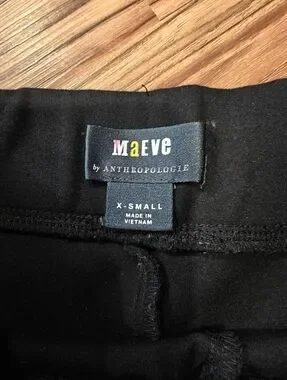 MaEVe
by ANTHROPOLOGIE
X-SMALL
MADE IN
VIETNAM